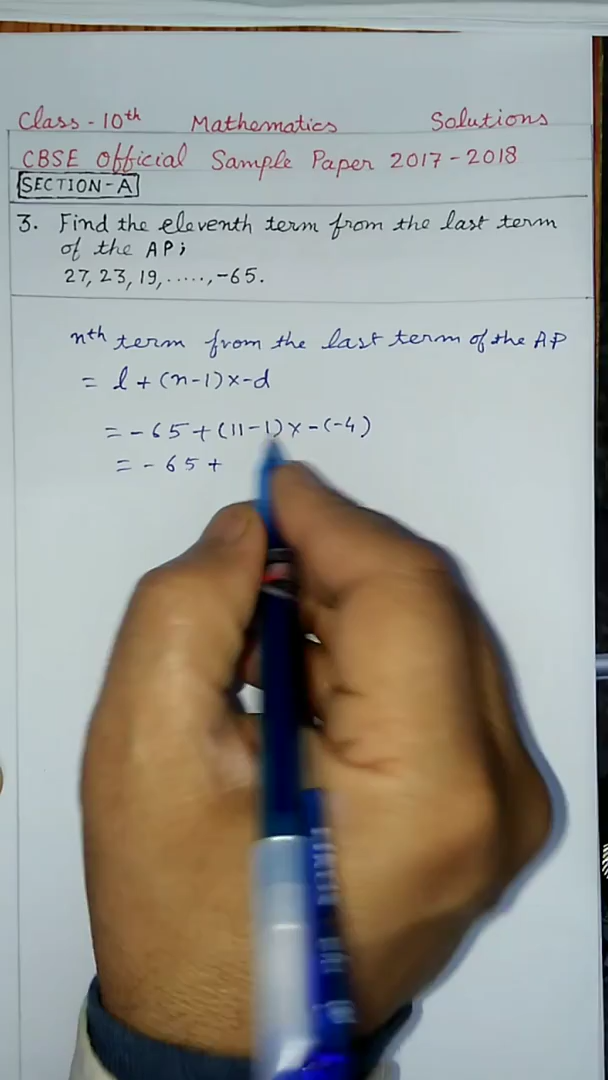 Class-10th Mathematics Solutions
CBSE Official Sample Paper 2017-2018
SECTION-A
3. Find the eleventh term from the last term
of the AP;
27, 23, 19, ....., -65.
nth term from the last term of the AP
= l + (n-1)x-d
= -65+(11-1)x-(-4)
= -65+